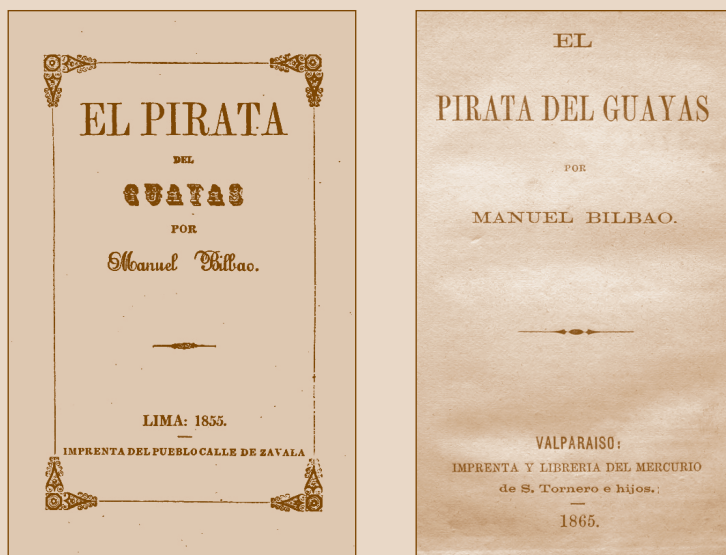 EL PIRATA
DEL
GUAYAS
POR
Manuel Bilbao.
LIMA: 1855.
IMPRENTA DEL PUEBLO CALLE DE ZAVALA
EL
PIRATA DEL GUAYAS
POR
MANUEL BILBAO.
VALPARAISO:
IMPRENTA Y LIBRERIA DEL MERCURIO
de S. Tornero e hijos.
1865.